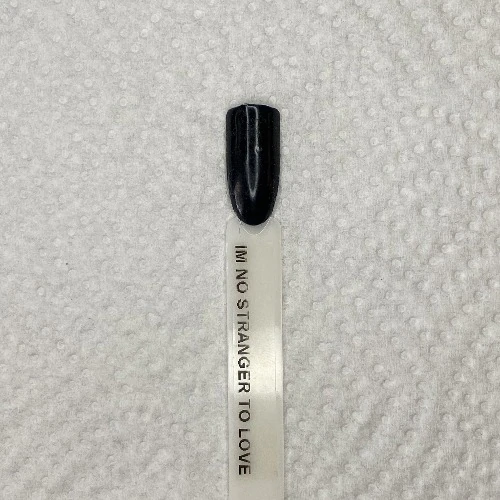 IM NO STRANGER TO LOVE